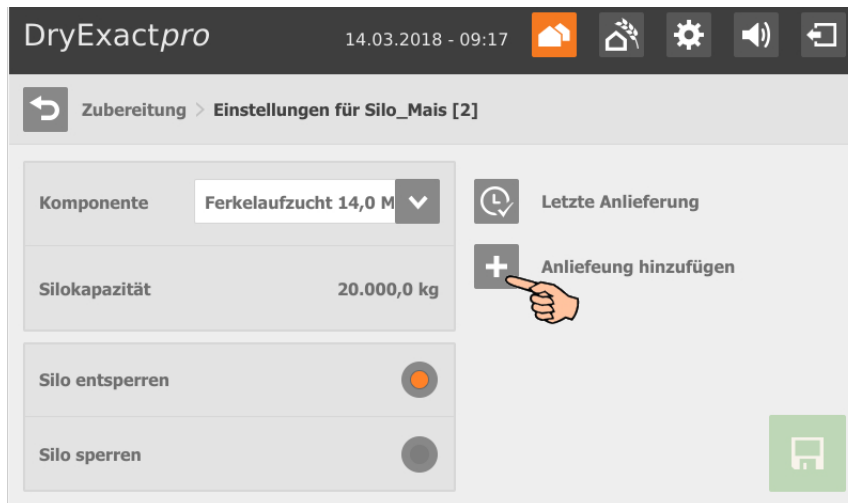 DryExactpro
14.03.2018 - 09:17
Zubereitung > Einstellungen für Silo_Mais [2]
Komponente
Ferkelaufzucht 14,0 M
Letzte Anlieferung
Anliefeung hinzufügen
Silokapazität
20.000,0 kg
Silo entsperren
Silo sperren